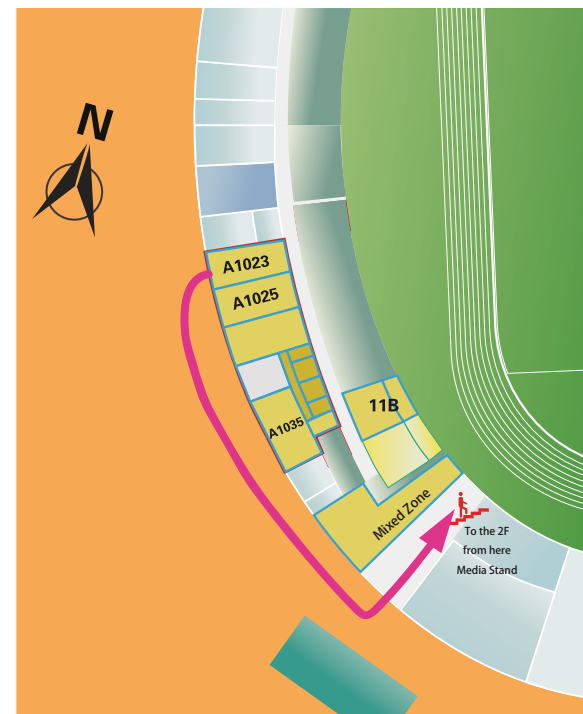 N
A1023
A1025
11B
A1035
Mixed Zone
To the 2F
from here
Media Stand